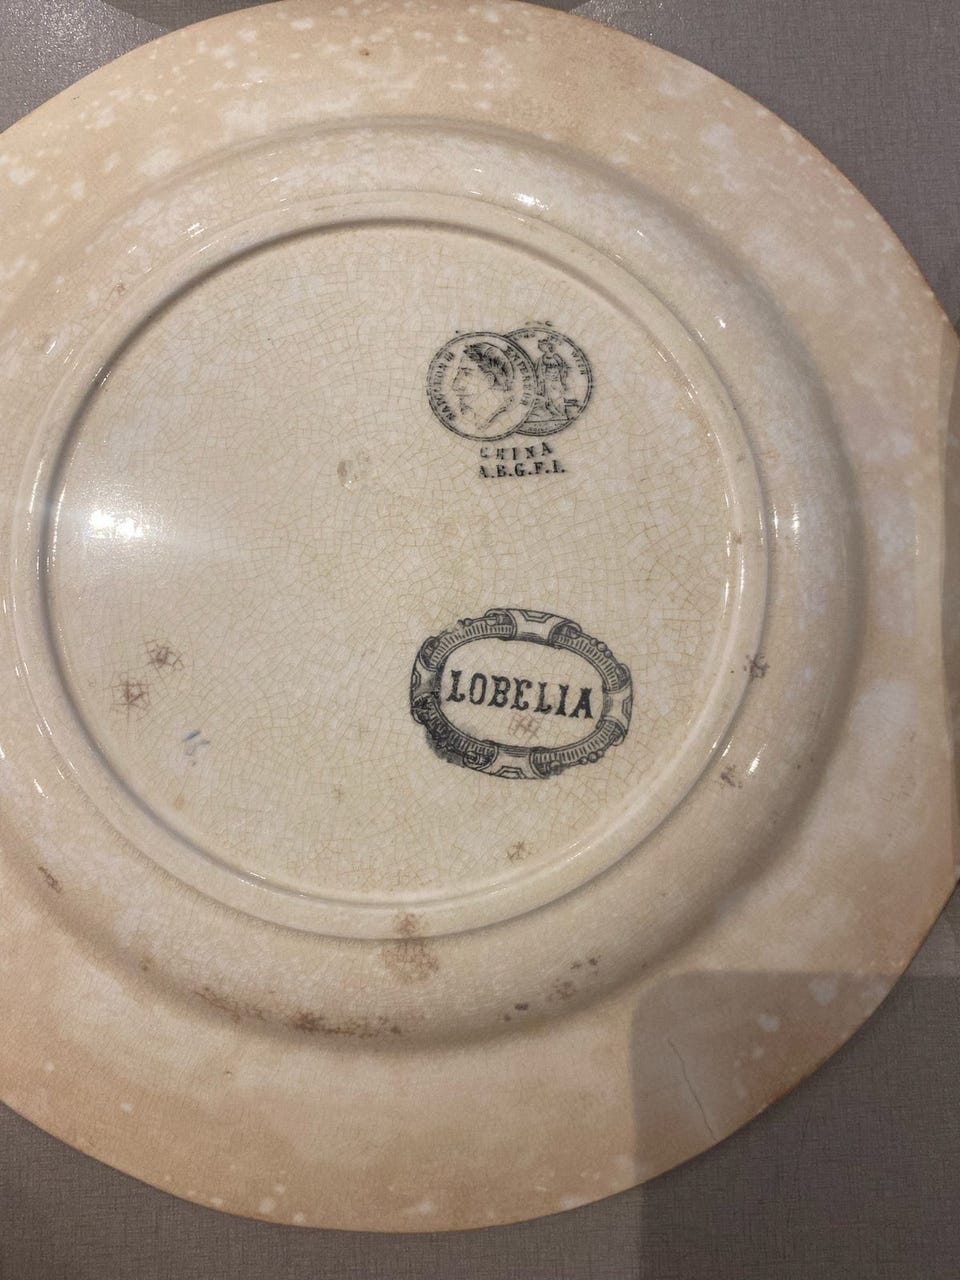 NAPOLEON III EMPEREUR
CHINA
A.B.G.F.I.
LOBELIA